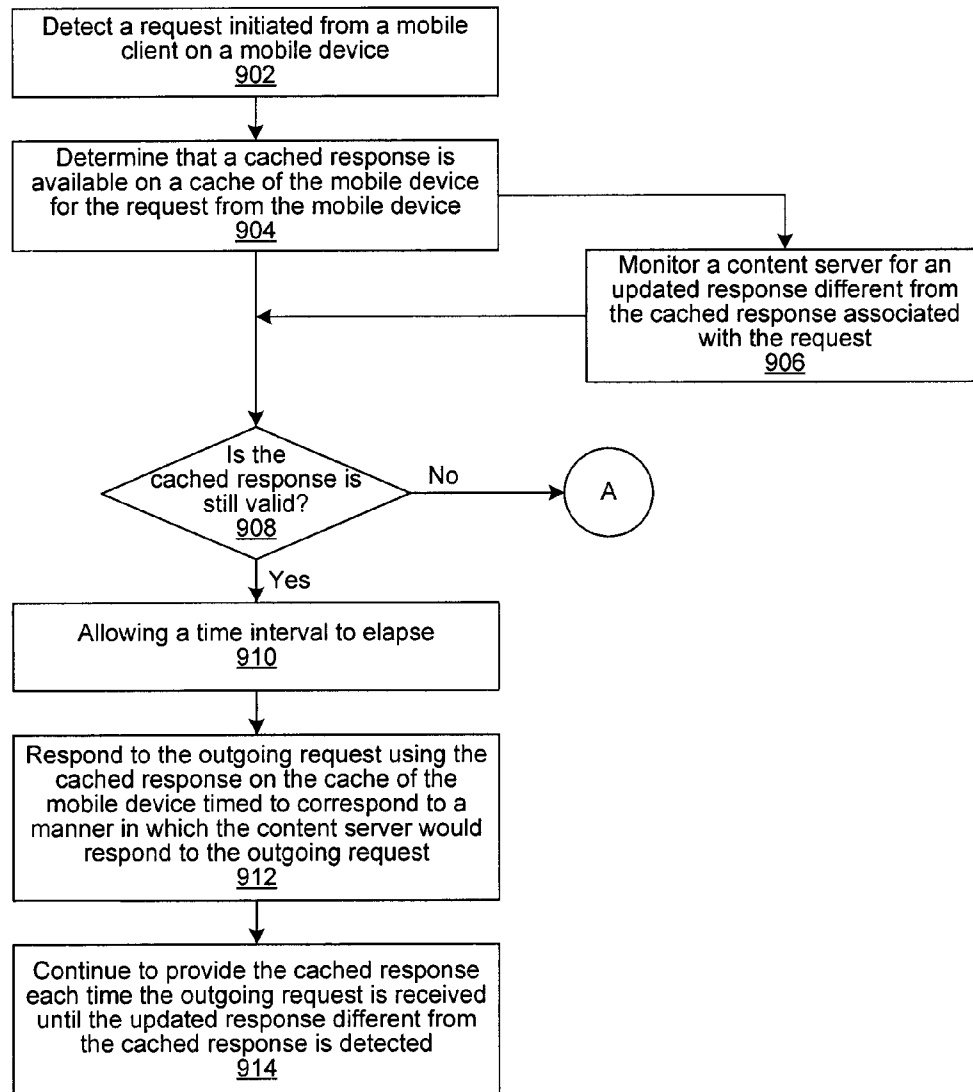 Detect a request initiated from a mobile
client on a mobile device
902
Determine that a cached response is
available on a cache of the mobile device
for the request from the mobile device
904
Monitor a content server for an
updated response different from
the cached response associated
with the request
906
Is the
cached response is
still valid?
908
No
A
Yes
Allowing a time interval to elapse
910
Respond to the outgoing request using the
cached response on the cache of the
mobile device timed to correspond to a
manner in which the content server would
respond to the outgoing request
912
Continue to provide the cached response
each time the outgoing request is received
until the updated response different from
the cached response is detected
914